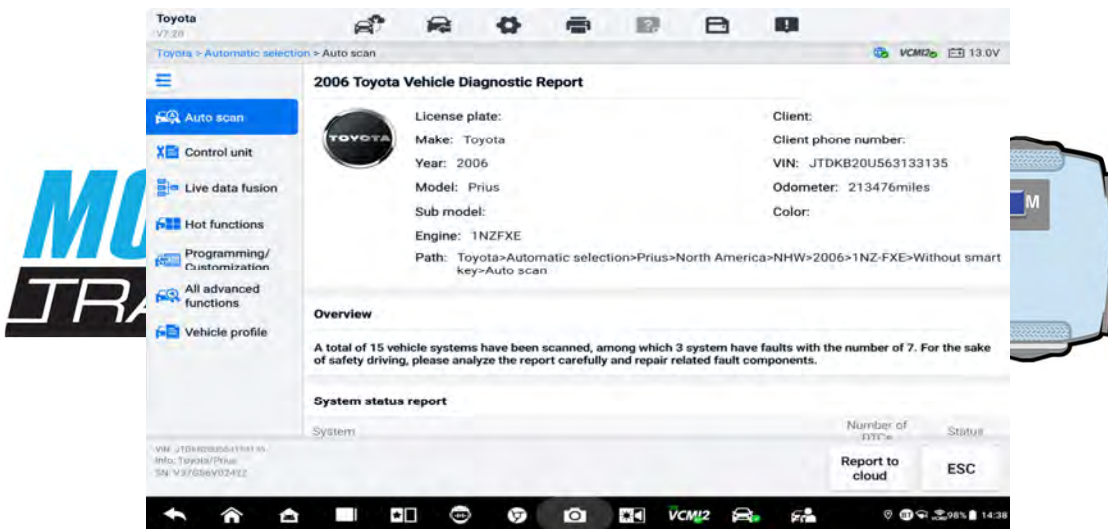 Toyota
V7.20
Toyota > Automatic selection > Auto scan
VCMI2
13.0V
2006 Toyota Vehicle Diagnostic Report
Auto scan
Control unit
Live data fusion
Hot functions
Programming/
Customization
All advanced
functions
Vehicle profile
TOYOTA
License plate:
Make: Toyota
Year: 2006
Model: Prius
Sub model:
Engine: 1NZFXE
Path: Toyota>Automatic selection>Prius>North America>NHW>2006>1NZ-FXE>Without smart
key>Auto scan
Client:
Client phone number:
VIN: JTDKB20U563133135
Odometer: 213476miles
Color:
Overview
A total of 15 vehicle systems have been scanned, among which 3 system have faults with the number of 7. For the sake
of safety driving, please analyze the report carefully and repair related fault components.
System status report
System
Number of
DTCs
Status
Info: Toyota/Prius
Report to
cloud
ESC
VCMI2
BT
98%
14:38
MO
TRA
M